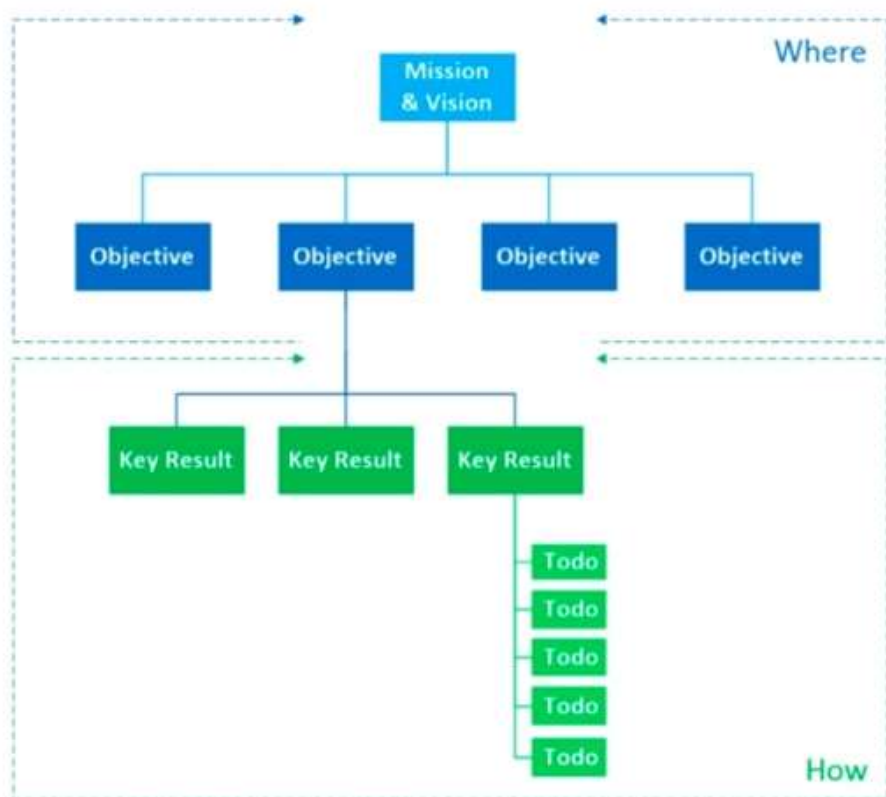 Where
Mission
& Vision
Objective
Objective
Objective
Objective
Key Result
Key Result
Key Result
Todo
Todo
Todo
Todo
Todo
How